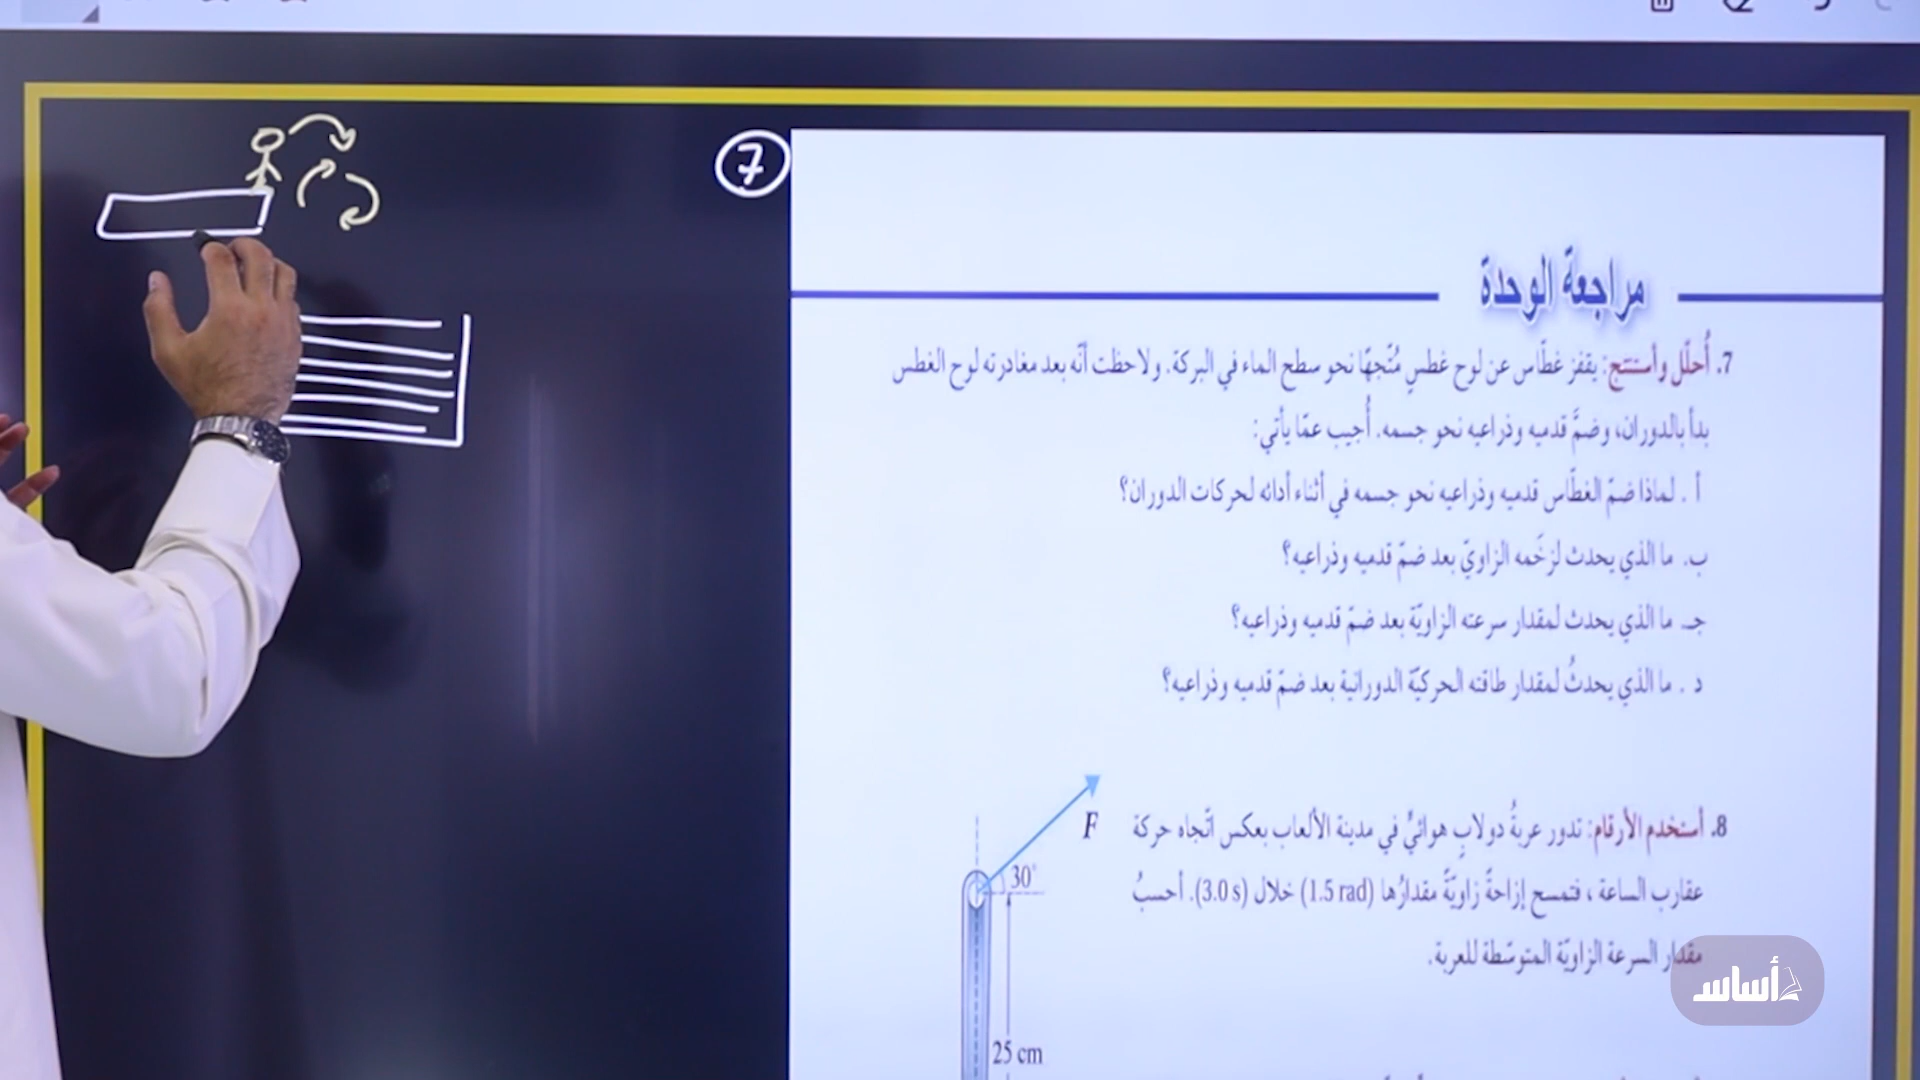 7
مراجعة الوحدة
7. أُحلّل وأستنتج: يقفز غطّاس عن لوح غطسٍ مُتّجهًا نحو سطح الماء في البركة. ولاحظت أنّه بعد مغادرته لوح الغطس
بدأ بالدوران، وضمَّ قدميه وذراعيه نحو جسمه. أُجيب عمّا يأتي:
أ . لماذا ضمّ الغطّاس قدميه وذراعيه نحو جسمه في أثناء أدائه لحركات الدوران؟
ب. ما الذي يحدث لزخمه الزاويّ بعد ضمّ قدميه وذراعيه؟
جـ. ما الذي يحدث لمقدار سرعته الزاويّة بعد ضمّ قدميه وذراعيه؟
د . ما الذي يحدثُ لمقدار طاقته الحركيّة الدورانية بعد ضمّ قدميه وذراعيه؟
8. أستخدم الأرقام: تدور عربةُ دولابٍ هوائيٍّ في مدينة الألعاب بعكس اتّجاه حركة
عقارب الساعة ، فتمسح إزاحةً زاويّةً مقدارُها (1.5 rad) خلال (3.0 s). أحسبُ
مقدار السرعة الزاويّة المتوسّطة للعربة.
F
30°
25 cm
أساس